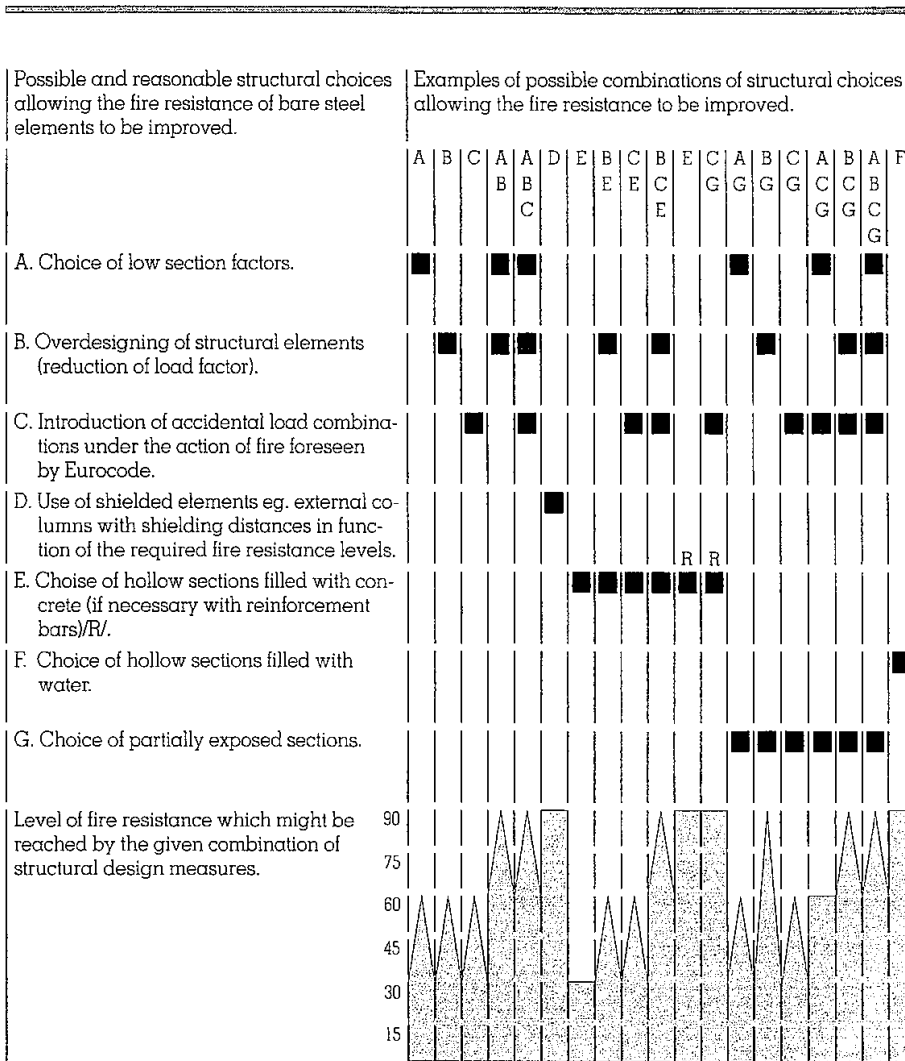 Possible and reasonable structural choices
allowing the fire resistance of bare steel
elements to be improved.
Examples of possible combinations of structural choices
allowing the fire resistance to be improved.
A B C A A D E B C B E C A B C A C A F
B B E E C G G G G C C B
C E G G C
G
A. Choice of low section factors.
B. Overdesigning of structural elements
(reduction of load factor).
C. Introduction of accidental load combina-
tions under the action of fire foreseen
by Eurocode.
D. Use of shielded elements eg. external co-
lumns with shielding distances in func-
tion of the required fire resistance levels.
R R
E. Choise of hollow sections filled with con-
crete (if necessary with reinforcement
bars)/R/.
F. Choice of hollow sections filled with
water.
G. Choice of partially exposed sections.
Level of fire resistance which might be
reached by the given combination of
structural design measures.
90
75
60
45
30
15